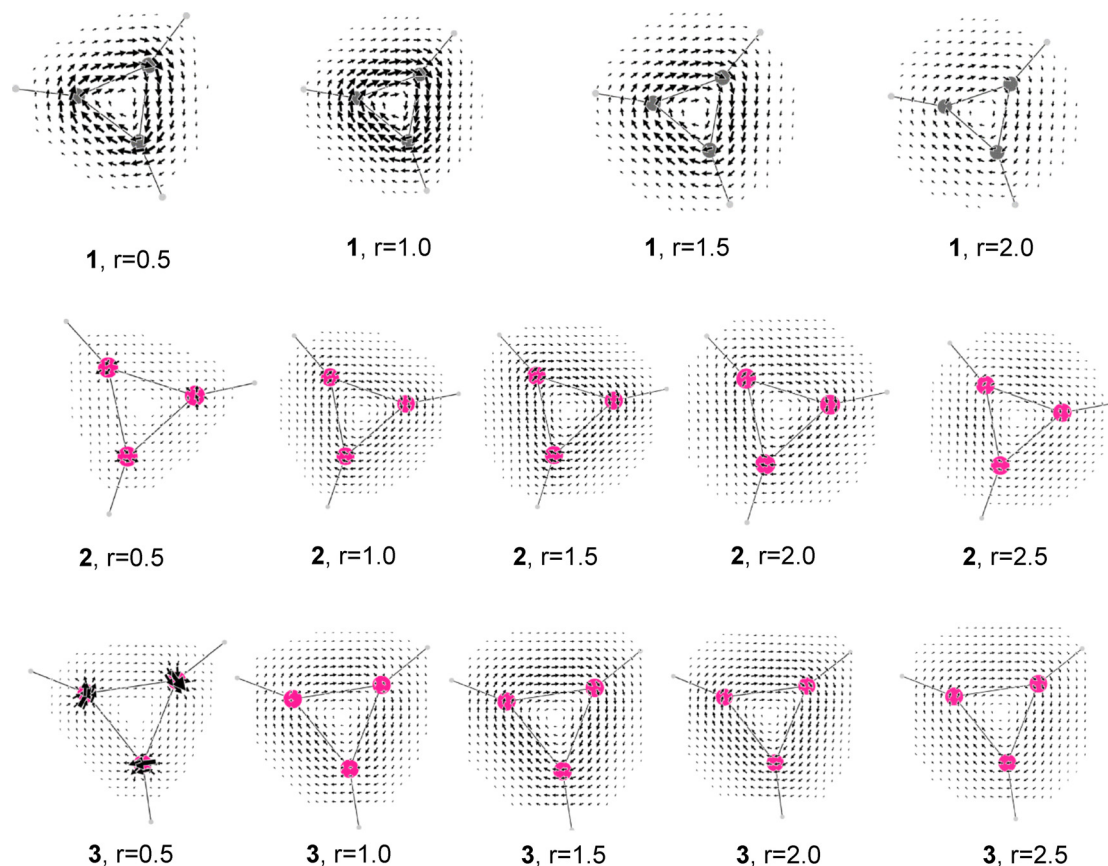 1, r=0.5
1, r=1.0
1, r=1.5
1, r=2.0
2, r=0.5
2, r=1.0
2, r=1.5
2, r=2.0
2, r=2.5
3, r=0.5
3, r=1.0
3, r=1.5
3, r=2.0
3, r=2.5